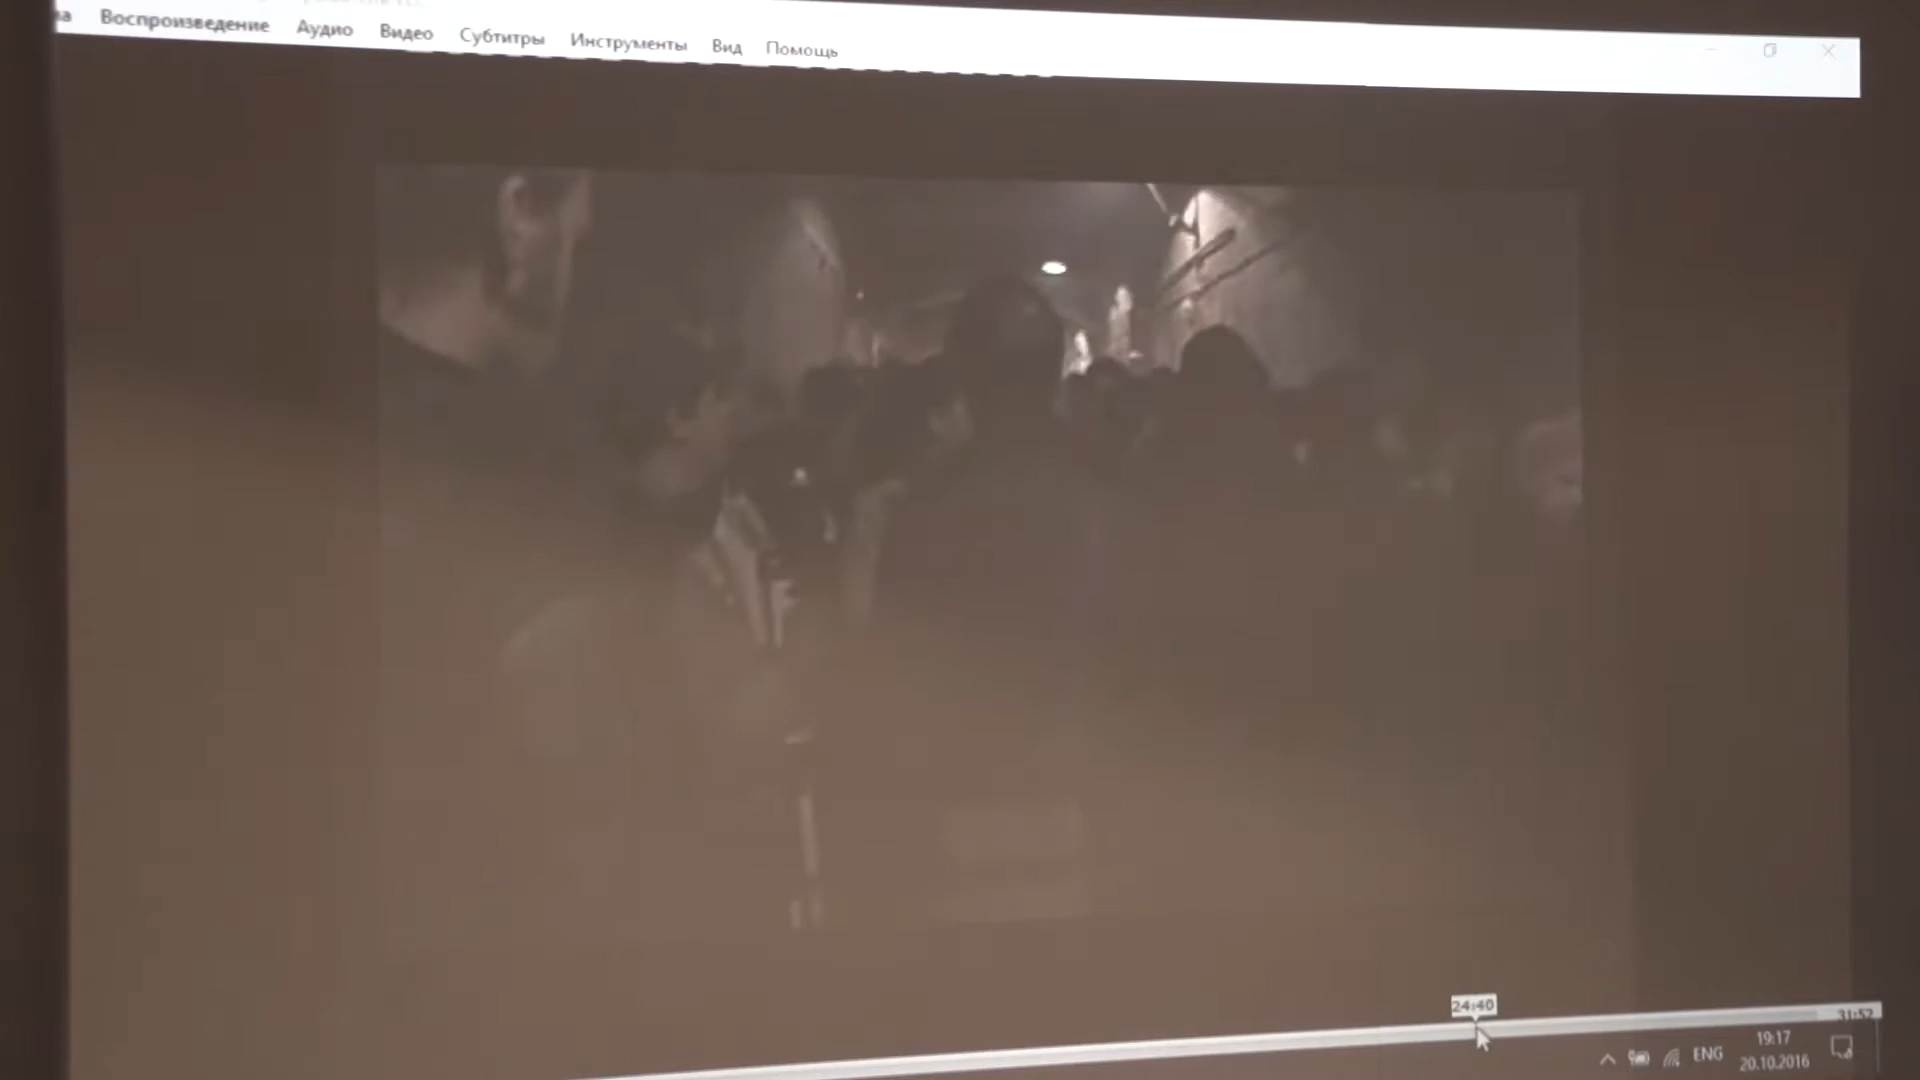 Воспроизведение Аудио Видео Субтитры Инструменты Вид Помощь
24:40
31:52
19:17
ENG
20.10.2016